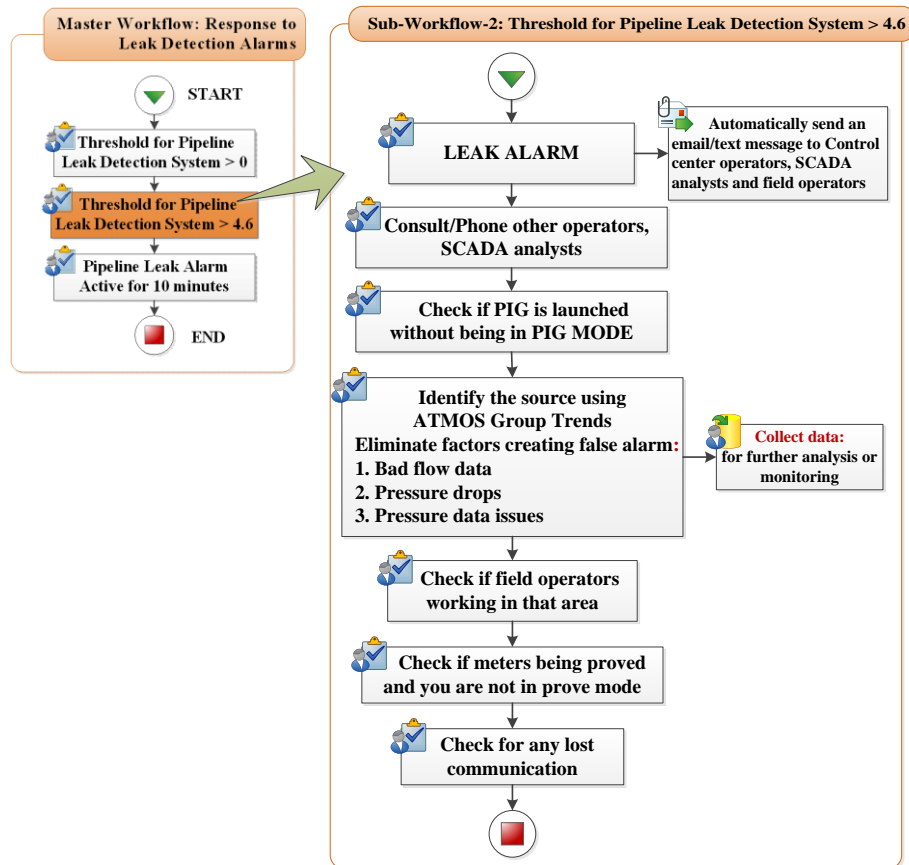 Master Workflow: Response to
Leak Detection Alarms
START
Threshold for Pipeline
Leak Detection System > 0
Threshold for Pipeline
Leak Detection System > 4.6
Pipeline Leak Alarm
Active for 10 minutes
END
Sub-Workflow-2: Threshold for Pipeline Leak Detection System > 4.6
LEAK ALARM
Automatically send an
email/text message to Control
center operators, SCADA
analysts and field operators
Consult/Phone other operators,
SCADA analysts
Check if PIG is launched
without being in PIG MODE
Identify the source using
ATMOS Group Trends
Eliminate factors creating false alarm:
1. Bad flow data
2. Pressure drops
3. Pressure data issues
Collect data:
for further analysis or
monitoring
Check if field operators
working in that area
Check if meters being proved
and you are not in prove mode
Check for any lost
communication